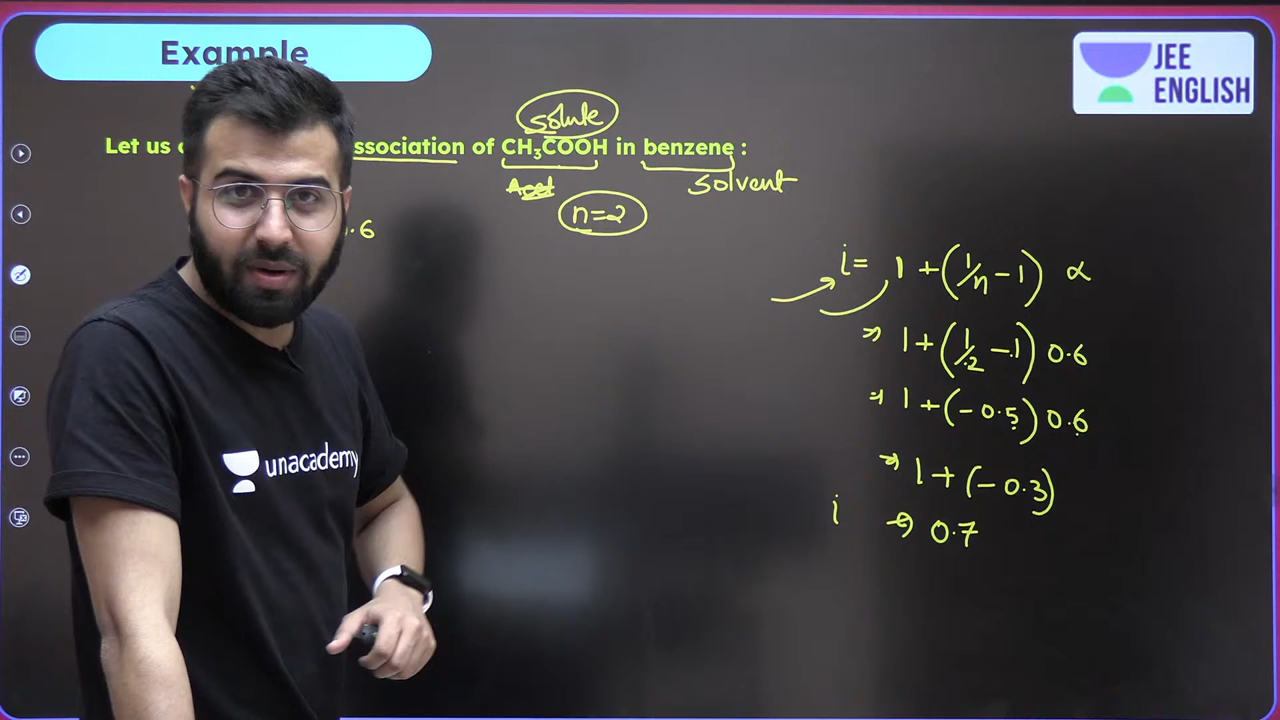 Example
JEE
ENGLISH
solute
Let us ssociation of CH₃COOH in benzene :
solvent
n=2
.6
i= 1 + (1/n - 1) α
⇒ 1 + (1/2 - 1) 0.6
⇒ 1 + (-0.5) 0.6
⇒ 1 + (-0.3)
i ⇒ 0.7
unacademy